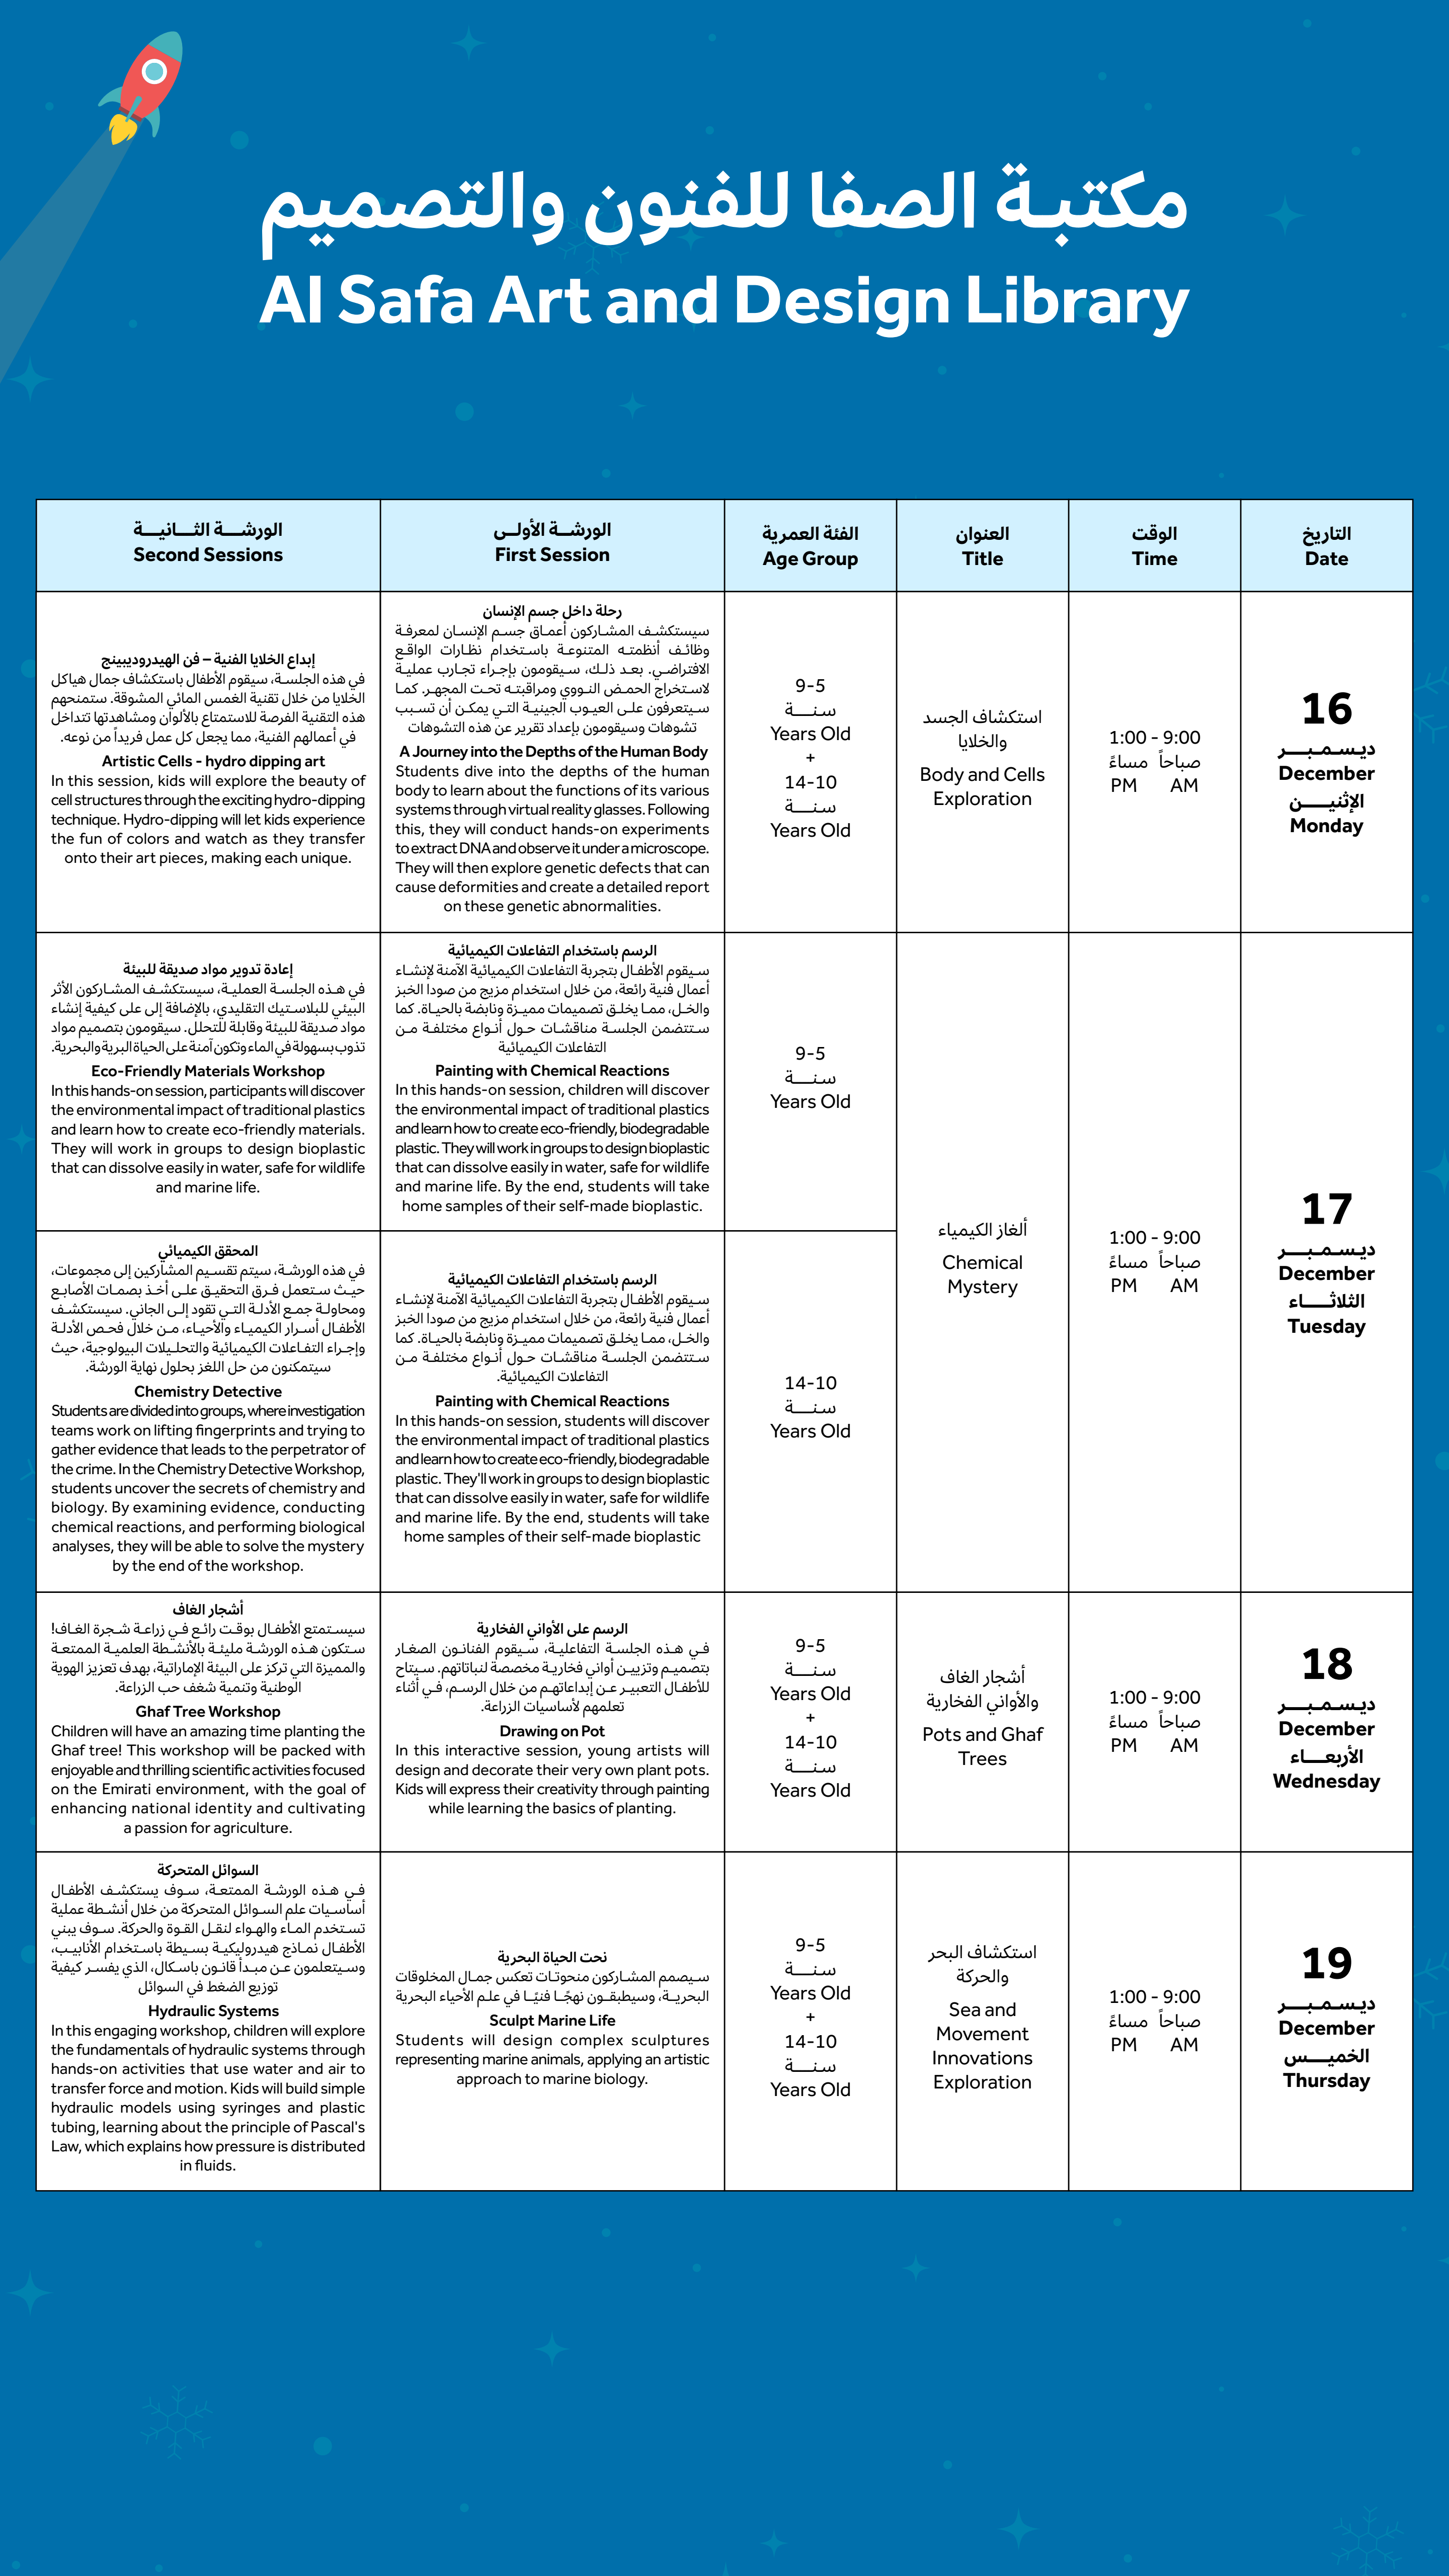 مكتبة الصفا للفنون والتصميم
Al Safa Art and Design Library
التاريخ
Date
الوقت
Time
العنوان
Title
الفئة العمرية
Age Group
الورشة الأولى
First Session
الورشة الثانية
Second Sessions
16
ديسمبر
December
الإثنين
Monday
1:00 - 9:00
صباحاً مساءً
PM AM
استكشاف الجسد
والخلايا
Body and Cells
Exploration
9-5
سنة
Years Old
+
14-10
سنة
Years Old
رحلة داخل جسم الإنسان
سيستكشف المشاركون أعماق جسم الإنسان لمعرفة
وظائف أنظمته المتنوعة باستخدام نظارات الواقع
الافتراضي. بعد ذلك، سيقومون بإجراء تجارب عملية
لاستخراج الحمض النووي ومراقبته تحت المجهر. كما
سيتعرفون على العيوب الجينية التي يمكن أن تسبب
تشوهات وسيقومون بإعداد تقرير عن هذه التشوهات
A Journey into the Depths of the Human Body
Students dive into the depths of the human
body to learn about the functions of its various
systems through virtual reality glasses. Following
this, they will conduct hands-on experiments
to extract DNA and observe it under a microscope.
They will then explore genetic defects that can
cause deformities and create a detailed report
on these genetic abnormalities.
إبداع الخلايا الفنية – فن الهيدروديبينج
في هذه الجلسة، سيقوم الأطفال باستكشاف جمال هياكل
الخلايا من خلال تقنية الغمس المائي المشوقة. ستمنحهم
هذه التقنية الفرصة للاستمتاع بالألوان ومشاهدتها تتداخل
في أعمالهم الفنية، مما يجعل كل عمل فريداً من نوعه.
Artistic Cells - hydro dipping art
In this session, kids will explore the beauty of
cell structures through the exciting hydro-dipping
technique. Hydro-dipping will let kids experience
the fun of colors and watch as they transfer
onto their art pieces, making each unique.
17
ديسمبر
December
الثلاثاء
Tuesday
1:00 - 9:00
صباحاً مساءً
PM AM
ألغاز الكيمياء
Chemical
Mystery
9-5
سنة
Years Old
الرسم باستخدام التفاعلات الكيميائية
سيقوم الأطفال بتجربة التفاعلات الكيميائية الآمنة لإنشاء
أعمال فنية رائعة، من خلال استخدام مزيج من صودا الخبز
والخل، مما يخلق تصميمات مميزة ونابضة بالحياة. كما
ستتضمن الجلسة مناقشات حول أنواع مختلفة من
التفاعلات الكيميائية
Painting with Chemical Reactions
In this hands-on session, children will discover
the environmental impact of traditional plastics
and learn how to create eco-friendly, biodegradable
plastic. They will work in groups to design bioplastic
that can dissolve easily in water, safe for wildlife
and marine life. By the end, students will take
home samples of their self-made bioplastic.
إعادة تدوير مواد صديقة للبيئة
في هذه الجلسة العملية، سيستكشف المشاركون الأثر
البيئي للبلاستيك التقليدي، بالإضافة إلى على كيفية إنشاء
مواد صديقة للبيئة وقابلة للتحلل. سيقومون بتصميم مواد
تذوب بسهولة في الماء وتكون آمنة على الحياة البرية والبحرية.
Eco-Friendly Materials Workshop
In this hands-on session, participants will discover
the environmental impact of traditional plastics
and learn how to create eco-friendly materials.
They will work in groups to design bioplastic
that can dissolve easily in water, safe for wildlife
and marine life.
14-10
سنة
Years Old
الرسم باستخدام التفاعلات الكيميائية
سيقوم الأطفال بتجربة التفاعلات الكيميائية الآمنة لإنشاء
أعمال فنية رائعة، من خلال استخدام مزيج من صودا الخبز
والخل، مما يخلق تصميمات مميزة ونابضة بالحياة. كما
ستتضمن الجلسة مناقشات حول أنواع مختلفة من
التفاعلات الكيميائية.
Painting with Chemical Reactions
In this hands-on session, students will discover
the environmental impact of traditional plastics
and learn how to create eco-friendly, biodegradable
plastic. They'll work in groups to design bioplastic
that can dissolve easily in water, safe for wildlife
and marine life. By the end, students will take
home samples of their self-made bioplastic
المحقق الكيميائي
في هذه الورشة، سيتم تقسيم المشاركين إلى مجموعات،
حيث ستعمل فرق التحقيق على أخذ بصمات الأصابع
ومحاولة جمع الأدلة التي تقود إلى الجاني. سيستكشف
الأطفال أسرار الكيمياء والأحياء، من خلال فحص الأدلة
وإجراء التفاعلات الكيميائية والتحليلات البيولوجية، حيث
سيتمكنون من حل اللغز بحلول نهاية الورشة.
Chemistry Detective
Students are divided into groups, where investigation
teams work on lifting fingerprints and trying to
gather evidence that leads to the perpetrator of
the crime. In the Chemistry Detective Workshop,
students uncover the secrets of chemistry and
biology. By examining evidence, conducting
chemical reactions, and performing biological
analyses, they will be able to solve the mystery
by the end of the workshop.
18
ديسمبر
December
الأربعاء
Wednesday
1:00 - 9:00
صباحاً مساءً
PM AM
أشجار الغاف
والأواني الفخارية
Pots and Ghaf
Trees
9-5
سنة
Years Old
+
14-10
سنة
Years Old
الرسم على الأواني الفخارية
في هذه الجلسة التفاعلية، سيقوم الفنانون الصغار
بتصميم وتزيين أواني فخارية مخصصة لنباتاتهم. سيتاح
للأطفال التعبير عن إبداعاتهم من خلال الرسم، في أثناء
تعلمهم لأساسيات الزراعة.
Drawing on Pot
In this interactive session, young artists will
design and decorate their very own plant pots.
Kids will express their creativity through painting
while learning the basics of planting.
أشجار الغاف
سيستمتع الأطفال بوقت رائع في زراعة شجرة الغاف!
ستكون هذه الورشة مليئة بالأنشطة العلمية الممتعة
والمميزة التي تركز على البيئة الإماراتية، بهدف تعزيز الهوية
الوطنية وتنمية شغف حب الزراعة.
Ghaf Tree Workshop
Children will have an amazing time planting the
Ghaf tree! This workshop will be packed with
enjoyable and thrilling scientific activities focused
on the Emirati environment, with the goal of
enhancing national identity and cultivating
a passion for agriculture.
19
ديسمبر
December
الخميس
Thursday
1:00 - 9:00
صباحاً مساءً
PM AM
استكشاف البحر
والحركة
Sea and
Movement
Innovations
Exploration
9-5
سنة
Years Old
+
14-10
سنة
Years Old
نحت الحياة البحرية
سيصمم المشاركون منحوتات تعكس جمال المخلوقات
البحرية، وسيطبقون نهجًا فنيًا في علم الأحياء البحرية
Sculpt Marine Life
Students will design complex sculptures
representing marine animals, applying an artistic
approach to marine biology.
السوائل المتحركة
في هذه الورشة الممتعة، سوف يستكشف الأطفال
أساسيات علم السوائل المتحركة من خلال أنشطة عملية
تستخدم الماء والهواء لنقل القوة والحركة. سوف يبني
الأطفال نماذج هيدروليكية بسيطة باستخدام الأنابيب،
وسيتعلمون عن مبدأ قانون باسكال، الذي يفسر كيفية
توزيع الضغط في السوائل
Hydraulic Systems
In this engaging workshop, children will explore
the fundamentals of hydraulic systems through
hands-on activities that use water and air to
transfer force and motion. Kids will build simple
hydraulic models using syringes and plastic
tubing, learning about the principle of Pascal's
Law, which explains how pressure is distributed
in fluids.